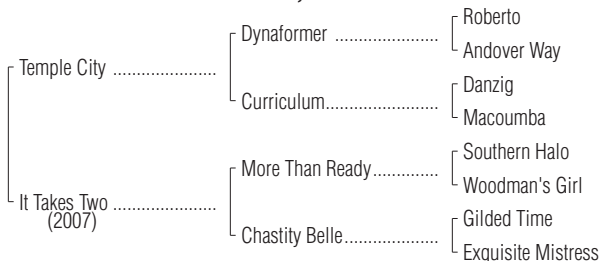 Roberto
Dynaformer ....................
Andover Way
Temple City ....................
Danzig
Curriculum......................
Macoumba
Southern Halo
More Than Ready.............
Woodman's Girl
It Takes Two ....................
(2007)
Gilded Time
Chastity Belle..................
Exquisite Mistress